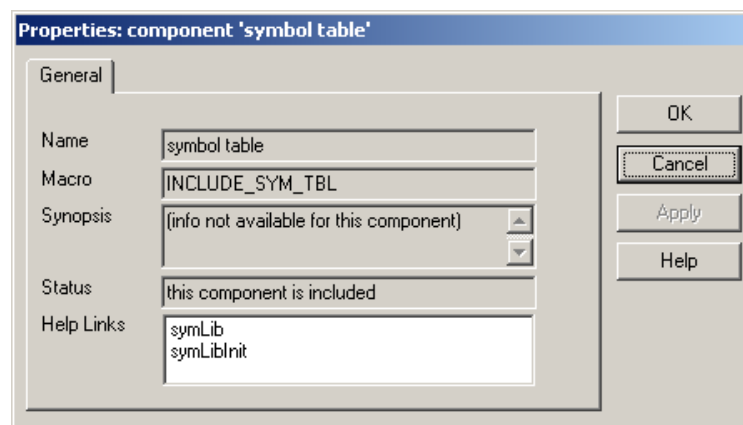 Properties: component 'symbol table'
General
Name
symbol table
Macro
INCLUDE_SYM_TBL
Synopsis
(info not available for this component)
Status
this component is included
Help Links
symLib
symLibInit
OK
Cancel
Apply
Help